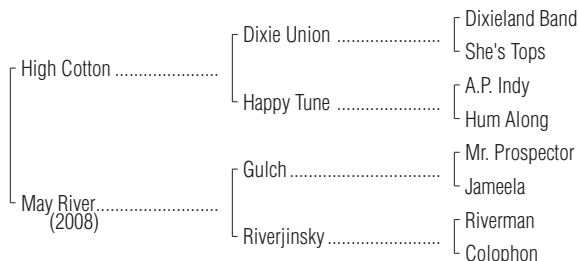 Dixieland Band
Dixie Union ........................
She's Tops
High Cotton ........................
A.P. Indy
Happy Tune ........................
Hum Along
Mr. Prospector
Gulch...................................
Jameela
May River............................
(2008)
Riverman
Riverjinsky..........................
Colophon